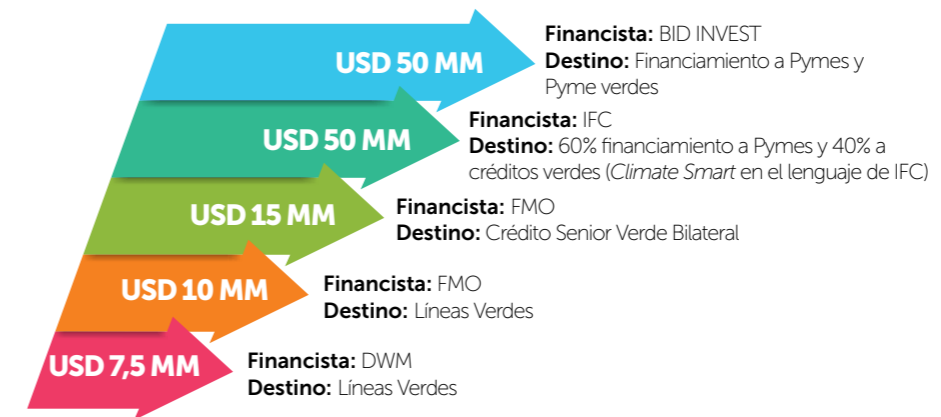 USD 50 MM
Financista: BID INVEST
Destino: Financiamiento a Pymes y
Pyme verdes
USD 50 MM
Financista: IFC
Destino: 60% financiamiento a Pymes y 40% a
créditos verdes (Climate Smart en el lenguaje de IFC)
USD 15 MM
Financista: FMO
Destino: Crédito Senior Verde Bilateral
USD 10 MM
Financista: FMO
Destino: Líneas Verdes
USD 7,5 MM
Financista: DWM
Destino: Líneas Verdes